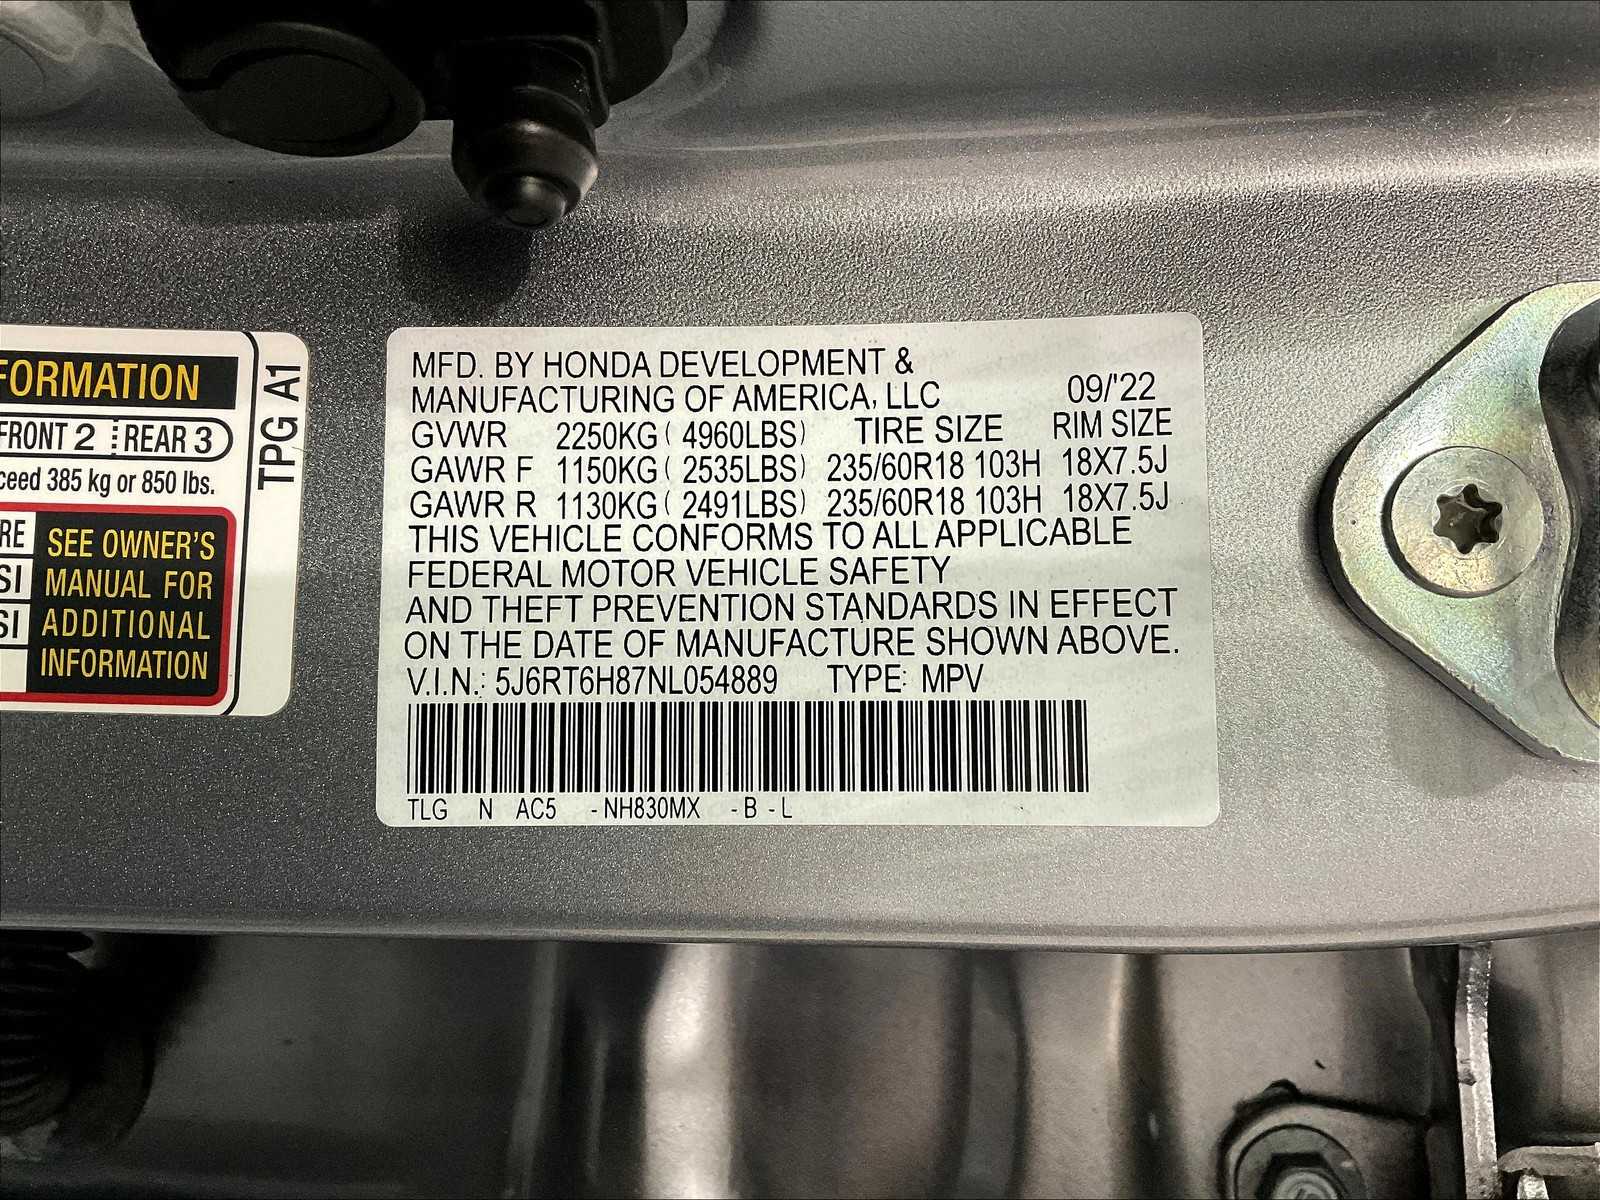 FORMATION
FRONT 2 REAR 3
ceed 385 kg or 850 lbs.
RE
SI
SI
SEE OWNER'S
MANUAL FOR
ADDITIONAL
INFORMATION
TPG A1
MFD. BY HONDA DEVELOPMENT &
MANUFACTURING OF AMERICA, LLC 09/'22
GVWR 2250KG ( 4960LBS) TIRE SIZE RIM SIZE
GAWR F 1150KG ( 2535LBS) 235/60R18 103H 18X7.5J
GAWR R 1130KG ( 2491LBS) 235/60R18 103H 18X7.5J
THIS VEHICLE CONFORMS TO ALL APPLICABLE
FEDERAL MOTOR VEHICLE SAFETY
AND THEFT PREVENTION STANDARDS IN EFFECT
ON THE DATE OF MANUFACTURE SHOWN ABOVE.
V.I.N.: 5J6RT6H87NL054889 TYPE: MPV
TLG N AC5 - NH830MX - B - L